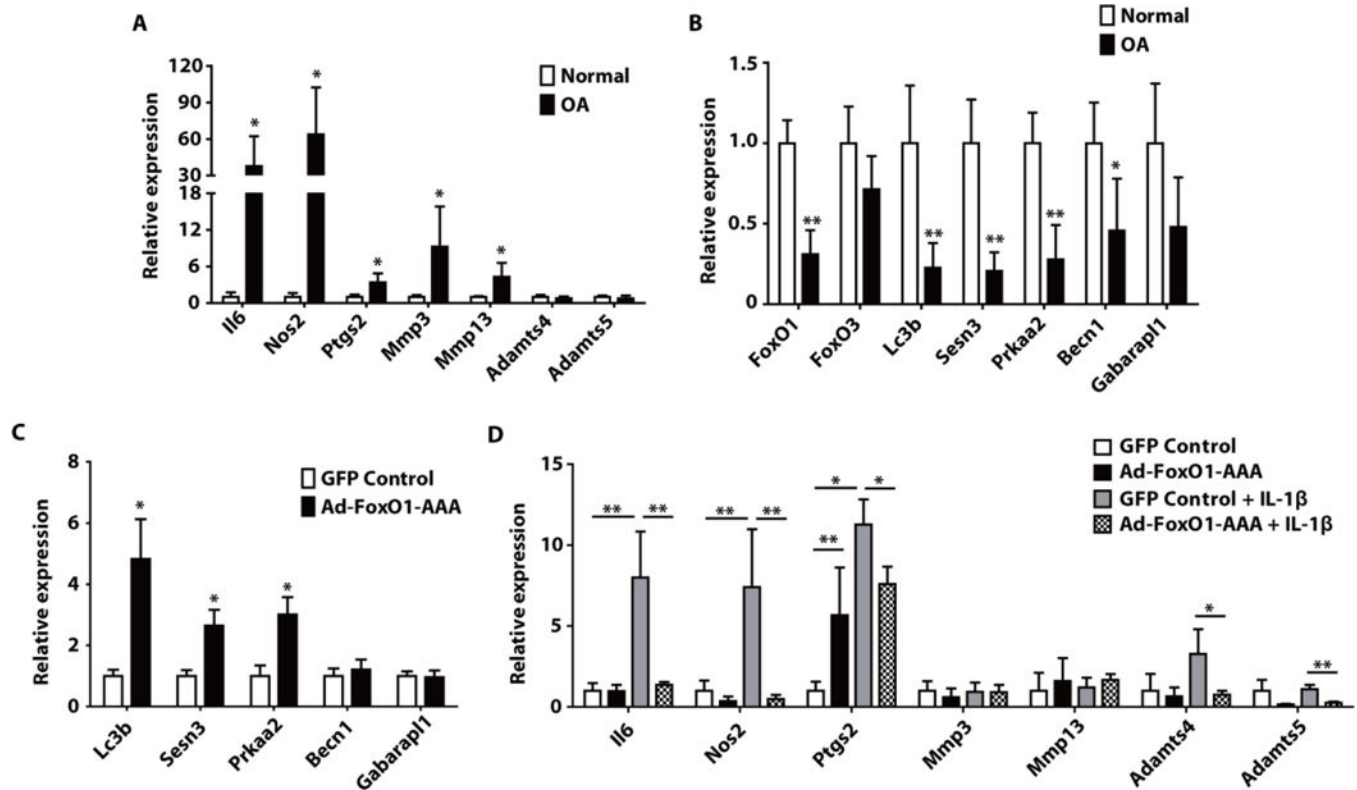 A
Normal
OA
Relative expression
120
90
60
30
18
12
6
0
* * * * *
Il6 Nos2 Ptgs2 Mmp3 Mmp13 Adamts4 Adamts5
B
Normal
OA
Relative expression
1.5
1.0
0.5
0
** ** ** ** *
FoxO1 FoxO3 Lc3b Sesn3 Prkaa2 Becn1 Gabarapl1
C
GFP Control
Ad-FoxO1-AAA
Relative expression
8
6
4
2
0
* * *
Lc3b Sesn3 Prkaa2 Becn1 Gabarapl1
D
GFP Control
Ad-FoxO1-AAA
GFP Control + IL-1β
Ad-FoxO1-AAA + IL-1β
Relative expression
15
10
5
0
** ** ** ** * * ** * **
Il6 Nos2 Ptgs2 Mmp3 Mmp13 Adamts4 Adamts5